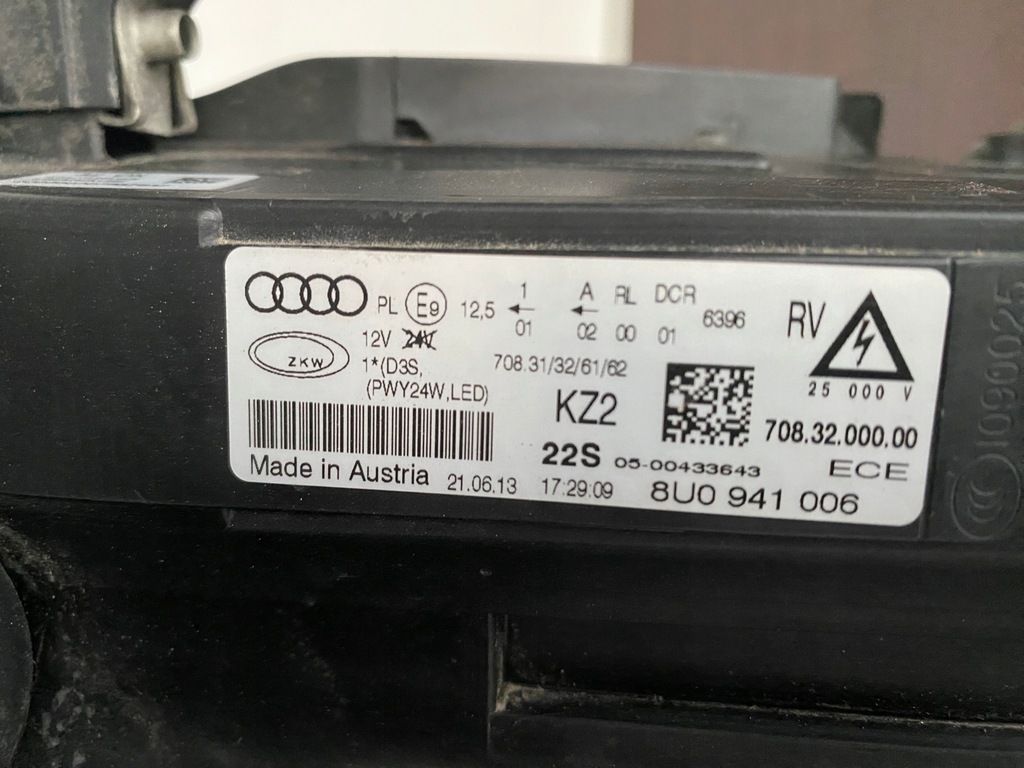 PL E9 12,5 1 A RL DCR 6396 RV
01 02 00 01
12V 24V
ZKW 1*/(D3S, 708.31/32/61/62
(PWY24W,LED)
25 000 V
KZ2
708.32.000.00
22S 05-00433643 ECE
Made in Austria 21.06.13 17:29:09 8U0 941 006
1090025